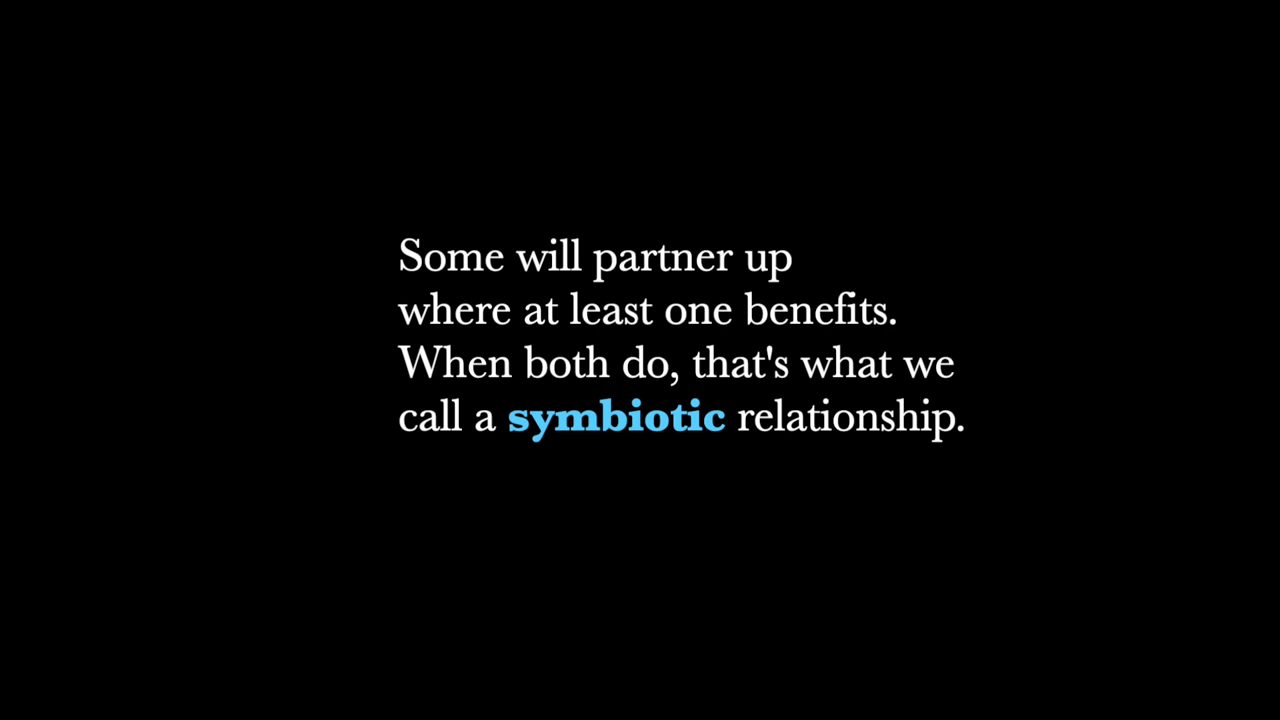 Some will partner up
where at least one benefits.
When both do, that's what we
call a symbiotic relationship.